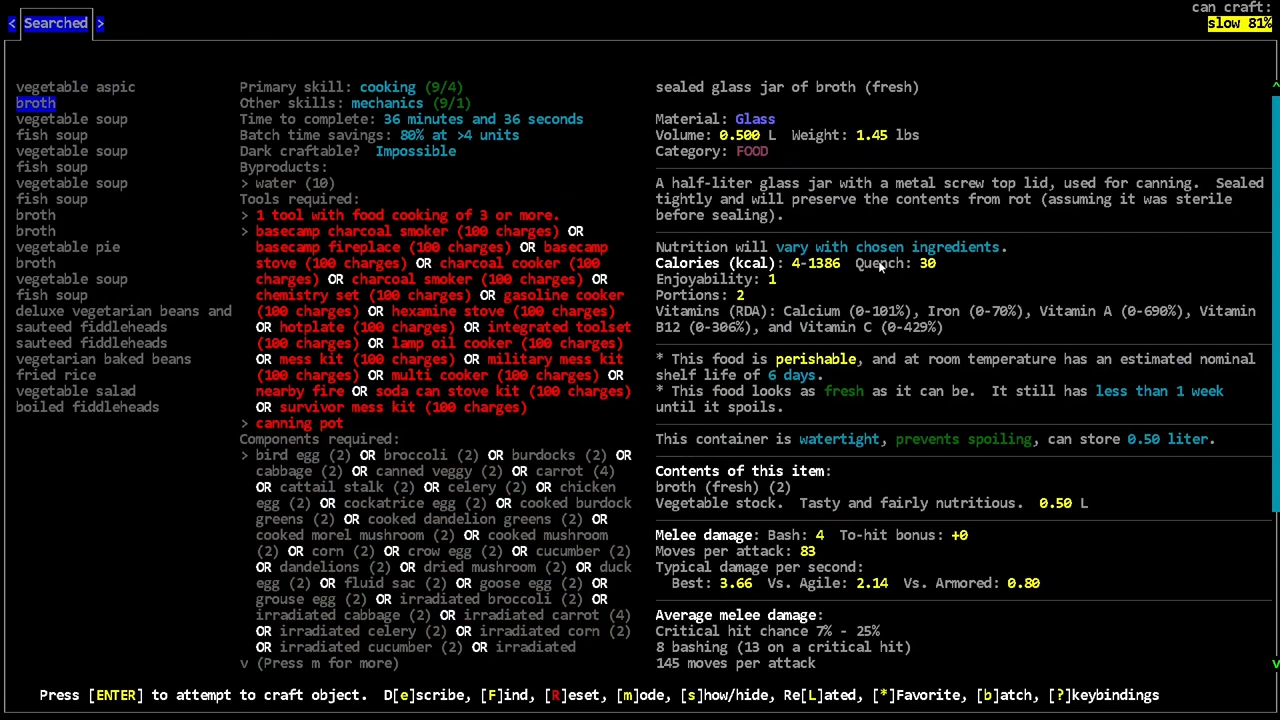 can craft:
< Searched >
slow 81%
vegetable aspic
broth
vegetable soup
fish soup
vegetable soup
fish soup
vegetable soup
fish soup
broth
broth
vegetable pie
broth
vegetable soup
fish soup
deluxe vegetarian beans and
sauteed fiddleheads
sauteed fiddleheads
vegetarian baked beans
fried rice
vegetable salad
boiled fiddleheads
Primary skill: cooking (9/4)
Other skills: mechanics (9/1)
Time to complete: 36 minutes and 36 seconds
Batch time savings: 80% at >4 units
Dark craftable? Impossible
Byproducts:
> water (10)
Tools required:
> 1 tool with food cooking of 3 or more.
> basecamp charcoal smoker (100 charges) OR
basecamp fireplace (100 charges) OR basecamp
stove (100 charges) OR charcoal cooker (100
charges) OR charcoal smoker (100 charges) OR
chemistry set (100 charges) OR gasoline cooker
(100 charges) OR hexamine stove (100 charges)
OR hotplate (100 charges) OR integrated toolset
(100 charges) OR lamp oil cooker (100 charges)
OR mess kit (100 charges) OR military mess kit
(100 charges) OR multi cooker (100 charges) OR
nearby fire OR soda can stove kit (100 charges)
OR survivor mess kit (100 charges)
> canning pot
Components required:
> bird egg (2) OR broccoli (2) OR burdocks (2) OR
cabbage (2) OR canned veggy (2) OR carrot (4)
OR cattail stalk (2) OR celery (2) OR chicken
egg (2) OR cockatrice egg (2) OR cooked burdock
greens (2) OR cooked dandelion greens (2) OR
cooked morel mushroom (2) OR cooked mushroom
(2) OR corn (2) OR crow egg (2) OR cucumber (2)
OR dandelions (2) OR dried mushroom (2) OR duck
egg (2) OR fluid sac (2) OR goose egg (2) OR
grouse egg (2) OR irradiated broccoli (2) OR
irradiated cabbage (2) OR irradiated carrot (4)
OR irradiated celery (2) OR irradiated corn (2)
OR irradiated cucumber (2) OR irradiated
v (Press m for more)
sealed glass jar of broth (fresh)
Material: Glass
Volume: 0.500 L Weight: 1.45 lbs
Category: FOOD
A half-liter glass jar with a metal screw top lid, used for canning. Sealed
tightly and will preserve the contents from rot (assuming it was sterile
before sealing).
Nutrition will vary with chosen ingredients.
Calories (kcal): 4-1386 Quench: 30
Enjoyability: 1
Portions: 2
Vitamins (RDA): Calcium (0-101%), Iron (0-70%), Vitamin A (0-690%), Vitamin
B12 (0-306%), and Vitamin C (0-429%)
* This food is perishable, and at room temperature has an estimated nominal
shelf life of 6 days.
* This food looks as fresh as it can be. It still has less than 1 week
until it spoils.
This container is watertight, prevents spoiling, can store 0.50 liter.
Contents of this item:
broth (fresh) (2)
Vegetable stock. Tasty and fairly nutritious. 0.50 L
Melee damage: Bash: 4 To-hit bonus: +0
Moves per attack: 83
Typical damage per second:
Best: 3.66 Vs. Agile: 2.14 Vs. Armored: 0.80
Average melee damage:
Critical hit chance 7% - 25%
8 bashing (13 on a critical hit)
145 moves per attack
Press [ENTER] to attempt to craft object. D[e]scribe, [F]ind, [R]eset, [m]ode, [s]how/hide, Re[L]ated, [*]Favorite, [b]atch, [?]keybindings